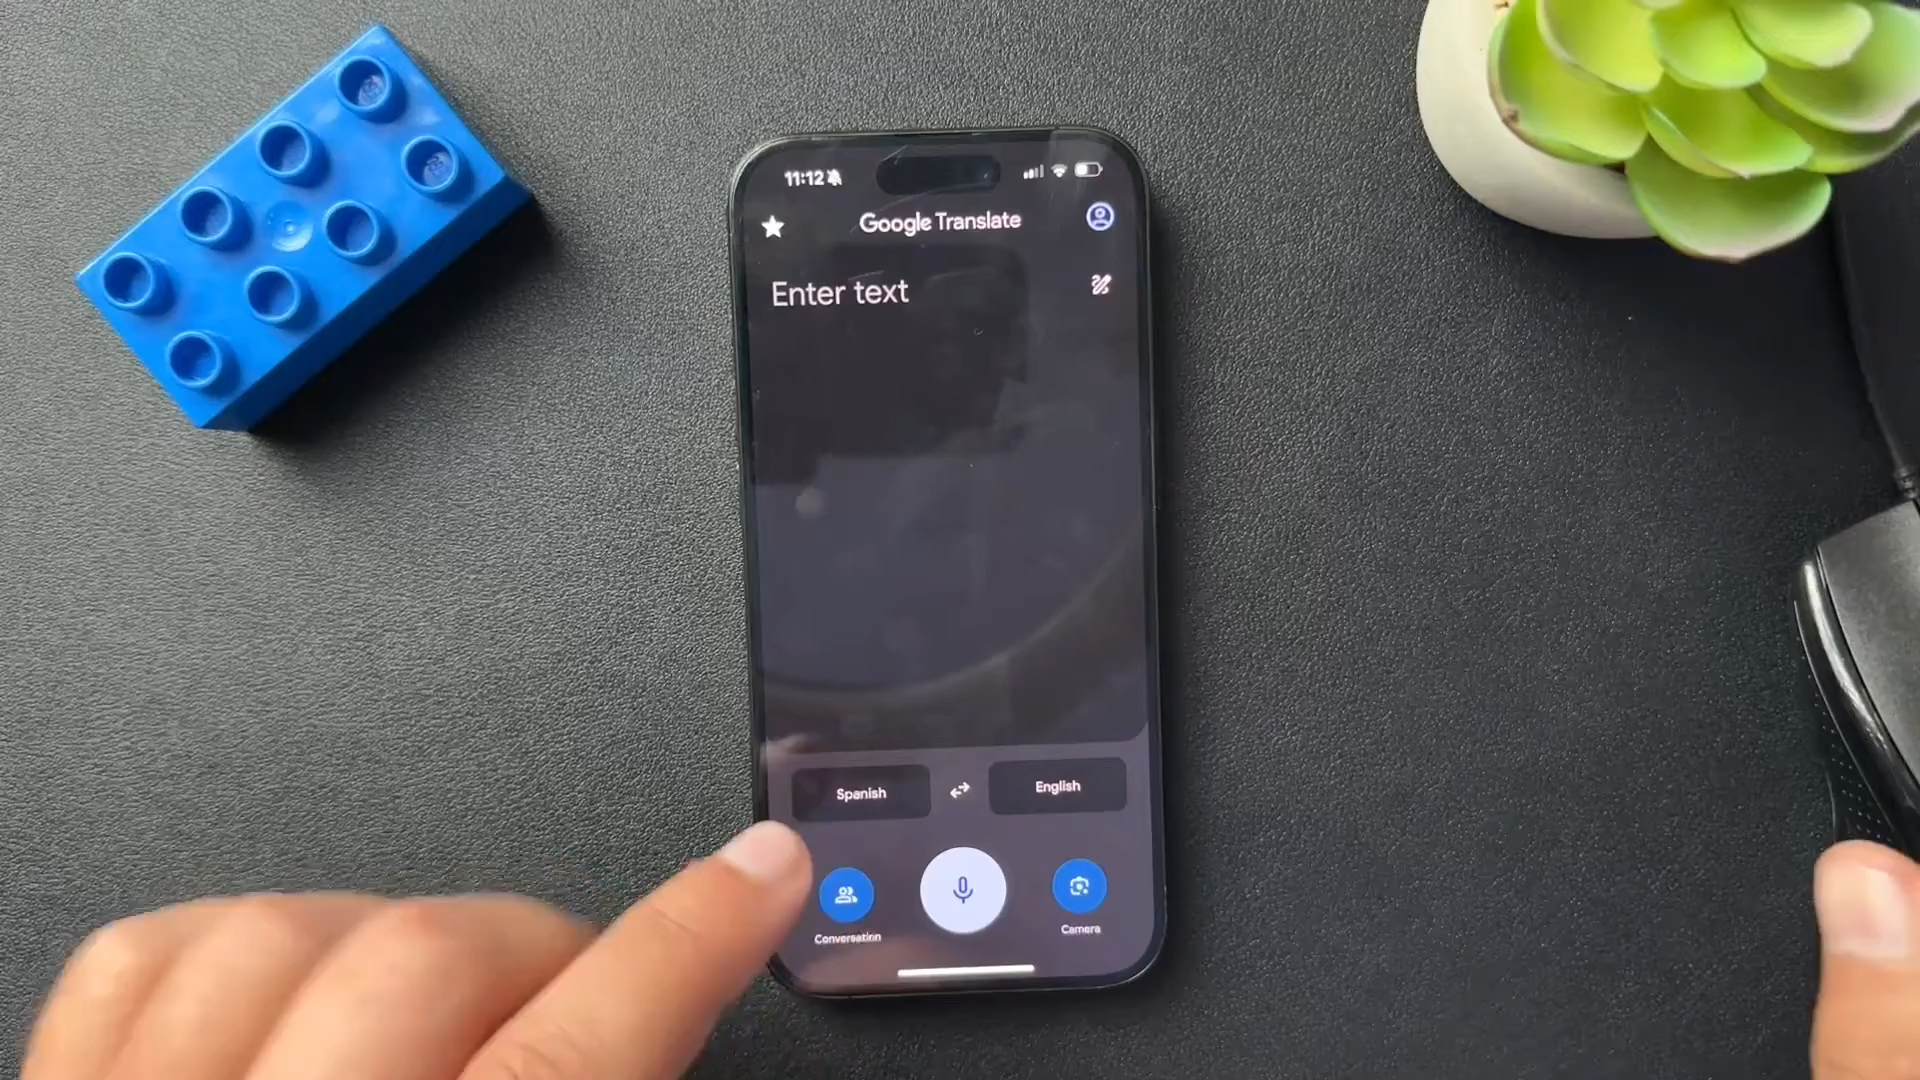 11:12
Google Translate
Enter text
Spanish
English
Conversation
Camera